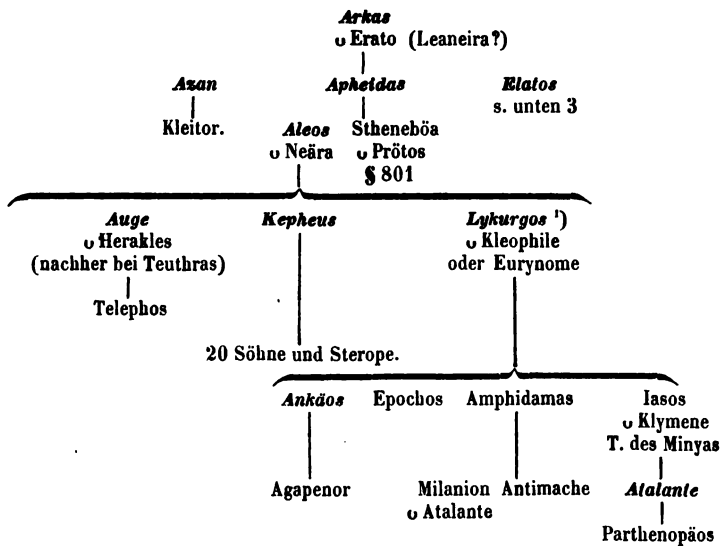 Arkas
υ Erato (Leaneira?)
Azan Apheidas Elatos
s. unten 3
Kleitor. Aleos Stheneböa
υ Neära υ Prötos
§ 801
Auge Kepheus Lykurgos ¹)
υ Herakles υ Kleophile
(nachher bei Teuthras) oder Eurynome
Telephos
20 Söhne und Sterope.
Ankäos Epochos Amphidamas Iasos
υ Klymene
T. des Minyas
Agapenor Milanion Antimache Atalante
υ Atalante
Parthenopäos